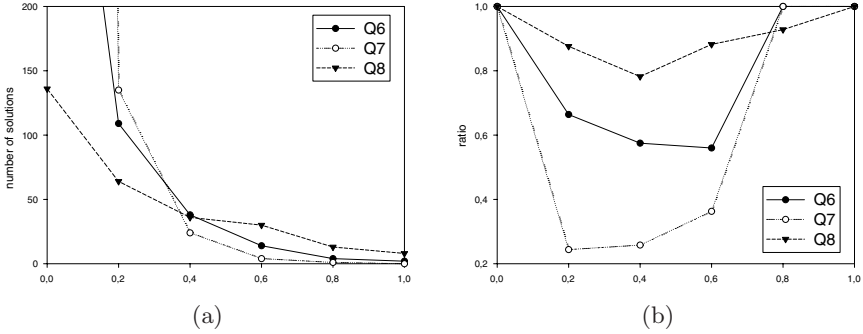 200
150
100
50
0
number of solutions
0,0 0,2 0,4 0,6 0,8 1,0
Q6
Q7
Q8
(a)
1,0
0,8
0,6
0,4
0,2
ratio
0,0 0,2 0,4 0,6 0,8 1,0
Q6
Q7
Q8
(b)